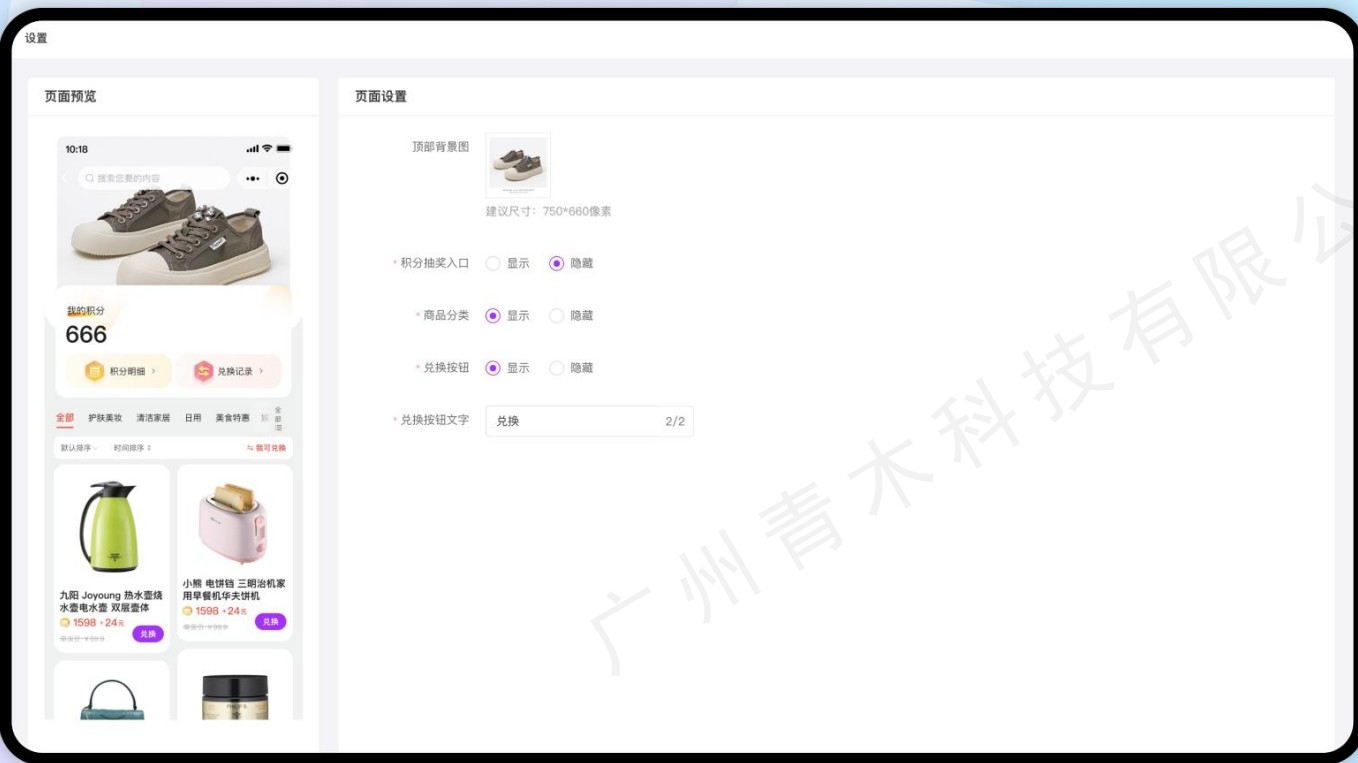 设置
页面预览
10:18
搜索您要的内容
我的积分
666
积分明细 >
兑换记录 >
全部 护肤美妆 清洁家居 日用 美食特惠
全部
默认排序 时间排序
我可兑换
九阳 Joyoung 热水壶烧
水壶电水壶 双层壶体
1598 +24元
兑换
小熊 电饼铛 三明治机家
用早餐机华夫饼机
1598 +24元
兑换
页面设置
顶部背景图
建议尺寸：750*660像素
* 积分抽奖入口 显示 隐藏
* 商品分类 显示 隐藏
* 兑换按钮 显示 隐藏
* 兑换按钮文字 兑换 2/2
广州青木科技有限公